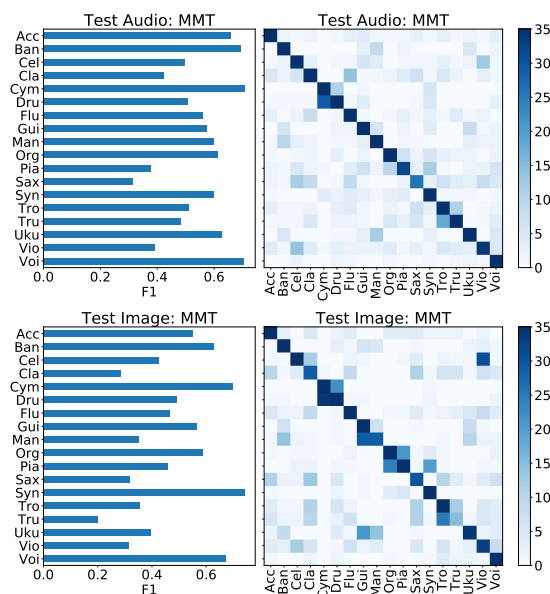 Test Audio: MMT
Test Audio: MMT
Acc
Ban
Cel
Cla
Cym
Dru
Flu
Gui
Man
Org
Pia
Sax
Syn
Tro
Tru
Uku
Vio
Voi
0.0 0.2 0.4 0.6
F1
Acc Ban Cel Cla Cym Dru Flu Gui Man Org Pia Sax Syn Tro Tru Uku Vio Voi
35
30
25
20
15
10
5
0
Test Image: MMT
Test Image: MMT
Acc
Ban
Cel
Cla
Cym
Dru
Flu
Gui
Man
Org
Pia
Sax
Syn
Tro
Tru
Uku
Vio
Voi
0.0 0.2 0.4 0.6
F1
Acc Ban Cel Cla Cym Dru Flu Gui Man Org Pia Sax Syn Tro Tru Uku Vio Voi
35
30
25
20
15
10
5
0